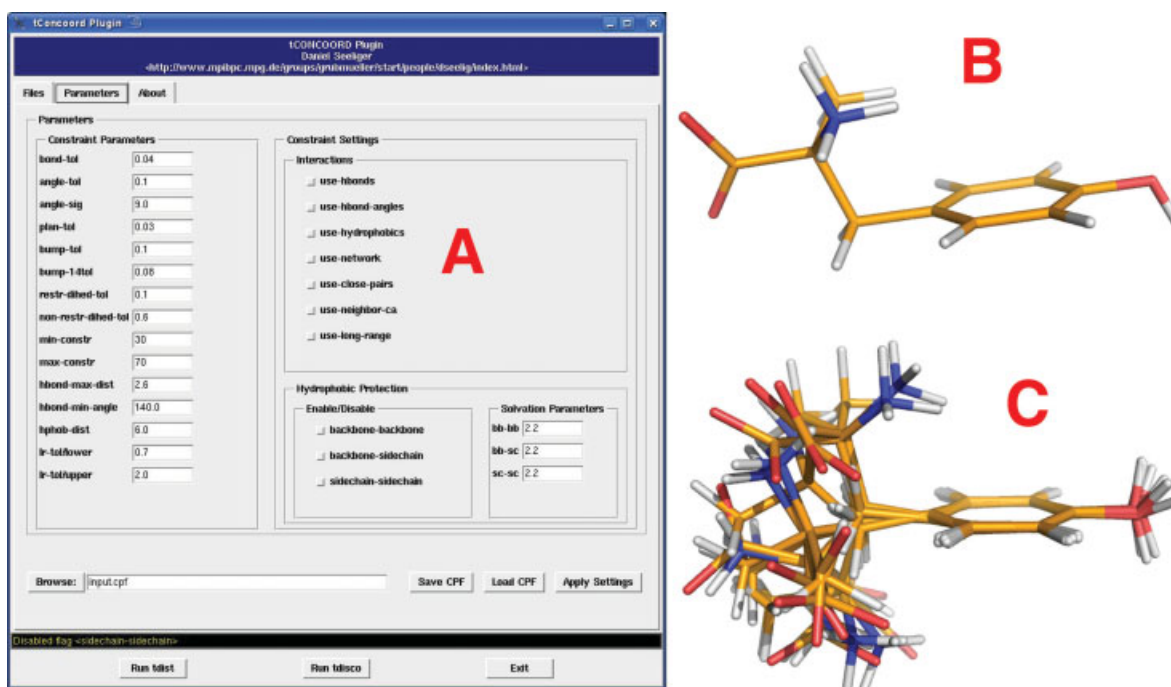 tConcoord Plugin
tCONCOORD Plugin
Daniel Seeliger
<http://www.mpibpc.mpg.de/groups/grubmueller/start/people/dseelig/index.html>
Files Parameters About
Parameters
Constraint Parameters
bond-tol 0.04
angle-tol 0.1
angle-sig 9.0
plan-tol 0.03
bump-tol 0.1
bump-14tol 0.08
restr-dihed-tol 0.1
non-restr-dihed-tol 0.6
min-constr 30
max-constr 70
hbond-max-dist 2.6
hbond-min-angle 140.0
hphob-dist 6.0
lr-tol/lower 0.7
lr-tol/upper 2.0
Constraint Settings
Interactions
use-hbonds
use-hbond-angles
use-hydrophobics
use-network
use-close-pairs
use-neighbor-ca
use-long-range
A
Hydrophobic Protection
Enable/Disable
backbone-backbone
backbone-sidechain
sidechain-sidechain
Solvation Parameters
bb-bb 2.2
bb-sc 2.2
sc-sc 2.2
Browse: input.cpf Save CPF Load CPF Apply Settings
Disabled flag <sidechain-sidechain>
Run tdist Run tdisco Exit
B
C